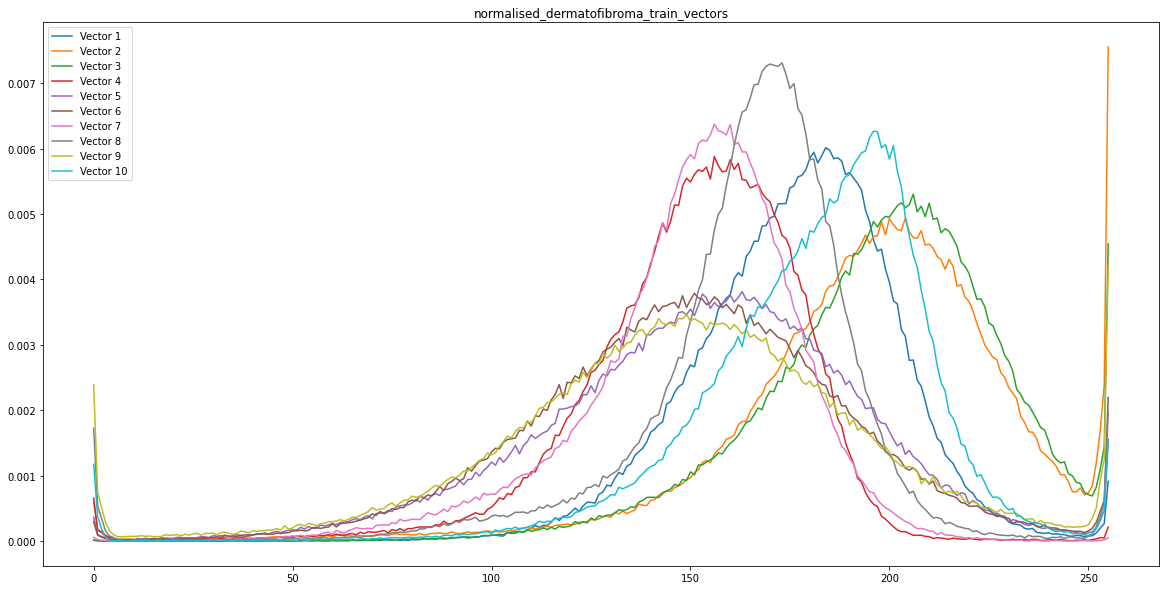 normalised_dermatofibroma_train_vectors
Vector 1
Vector 2
Vector 3
Vector 4
Vector 5
Vector 6
Vector 7
Vector 8
Vector 9
Vector 10
0.007
0.006
0.005
0.004
0.003
0.002
0.001
0.000
0 50 100 150 200 250